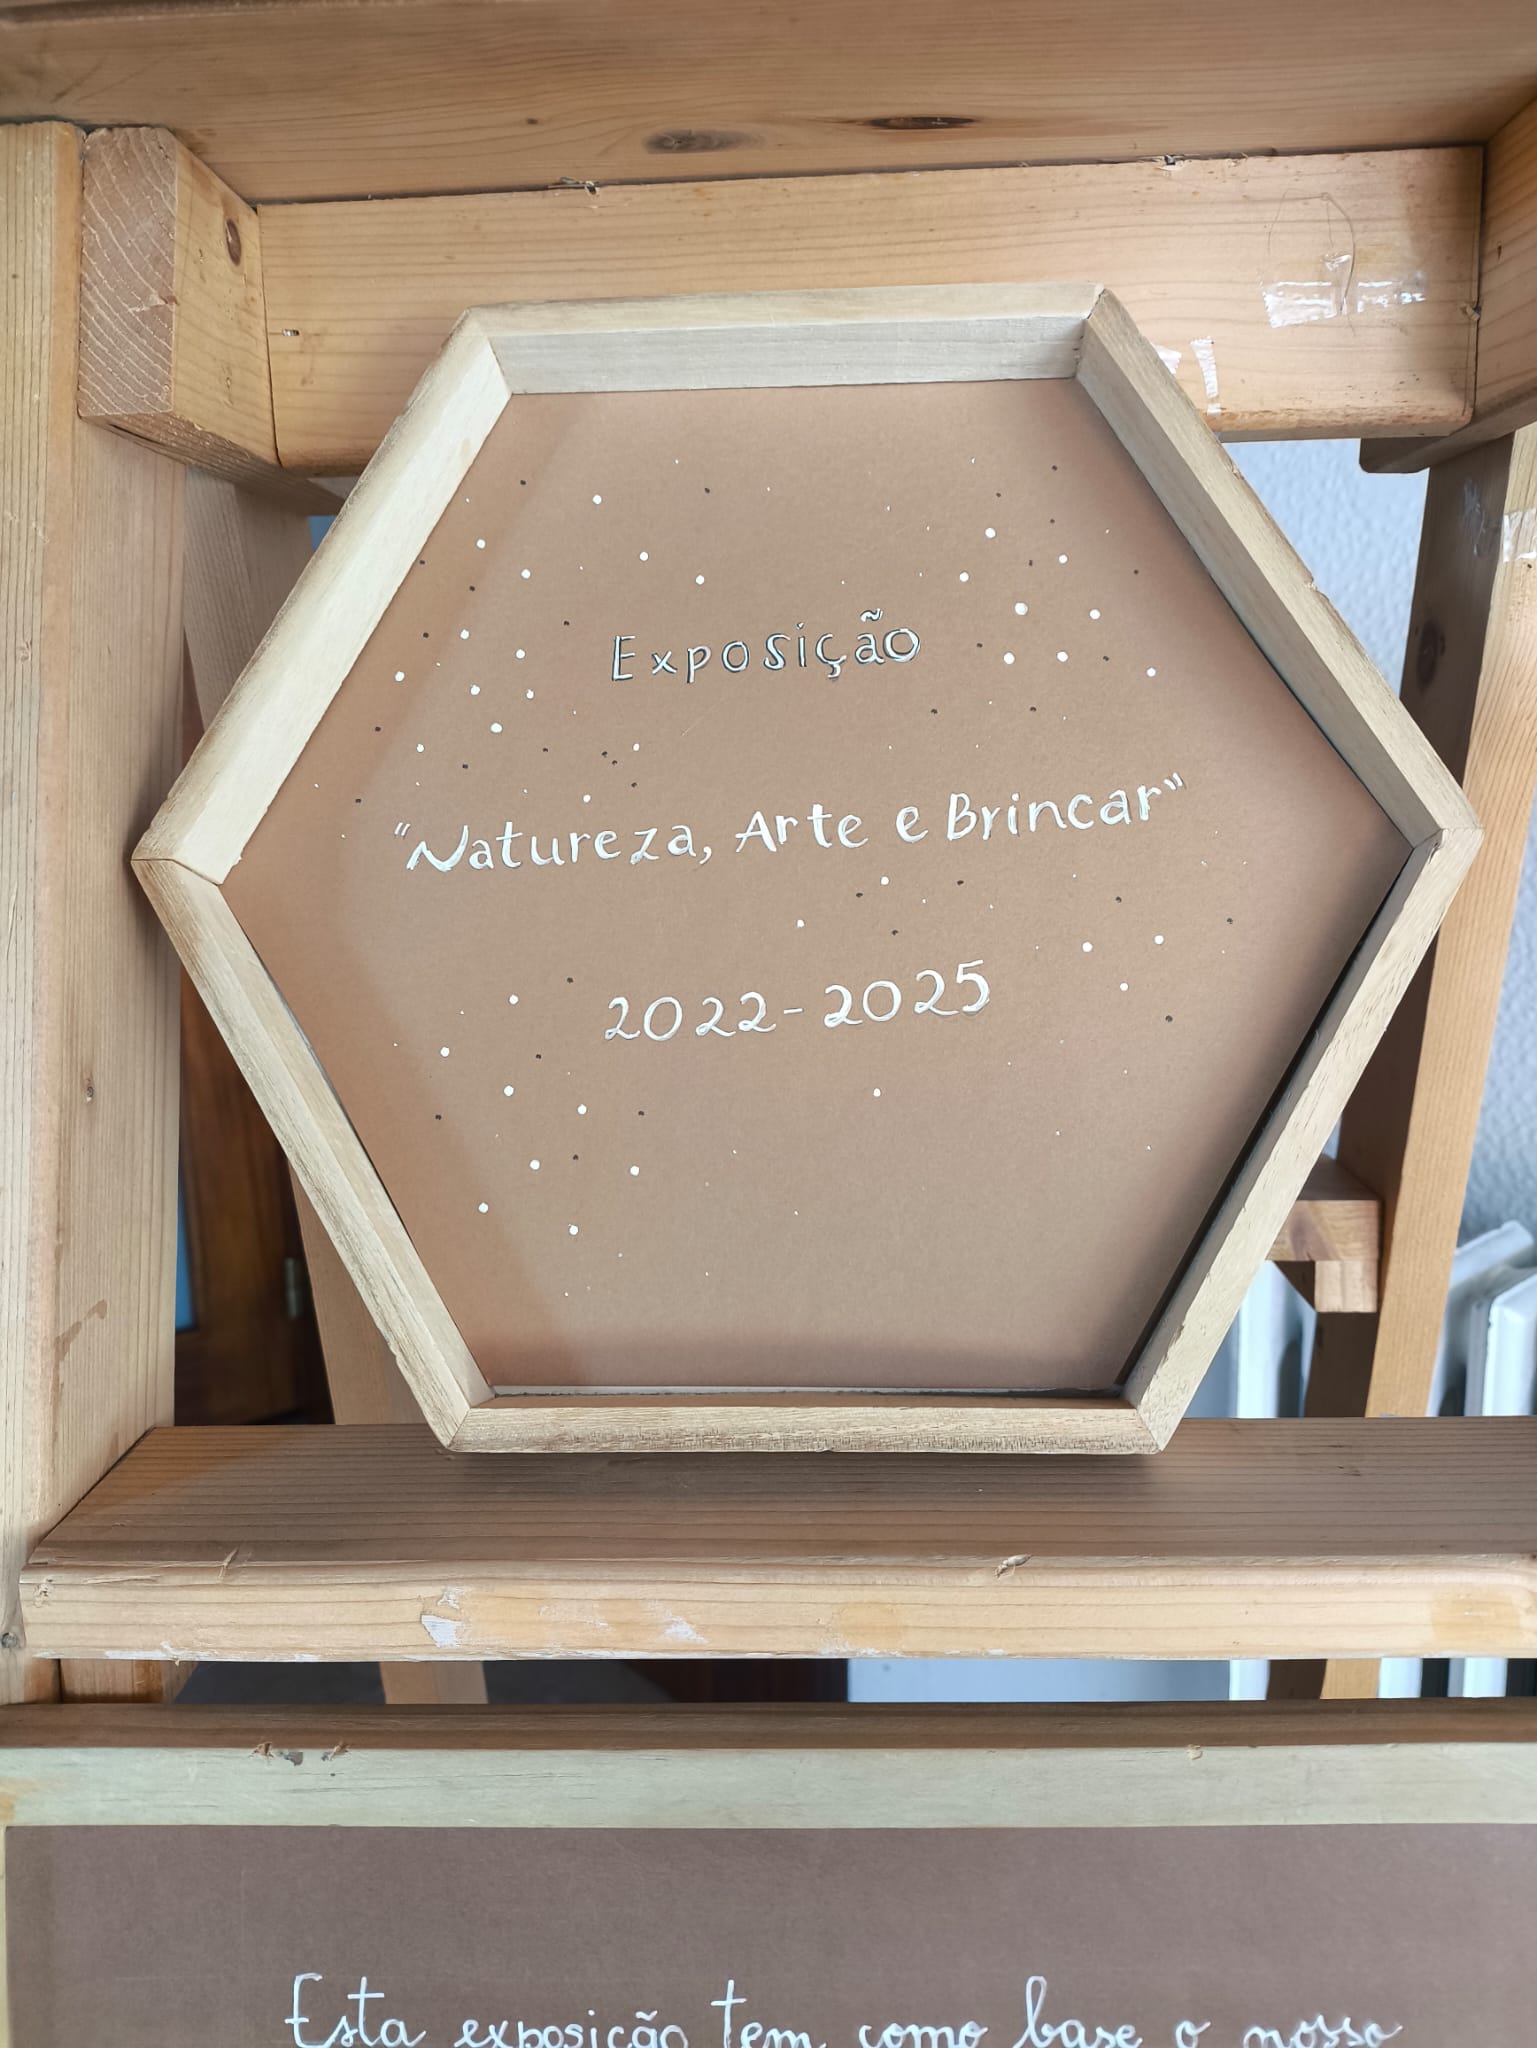 Exposição
"Natureza, Arte e Brincar"
2022-2025
Esta exposição tem como base o nosso